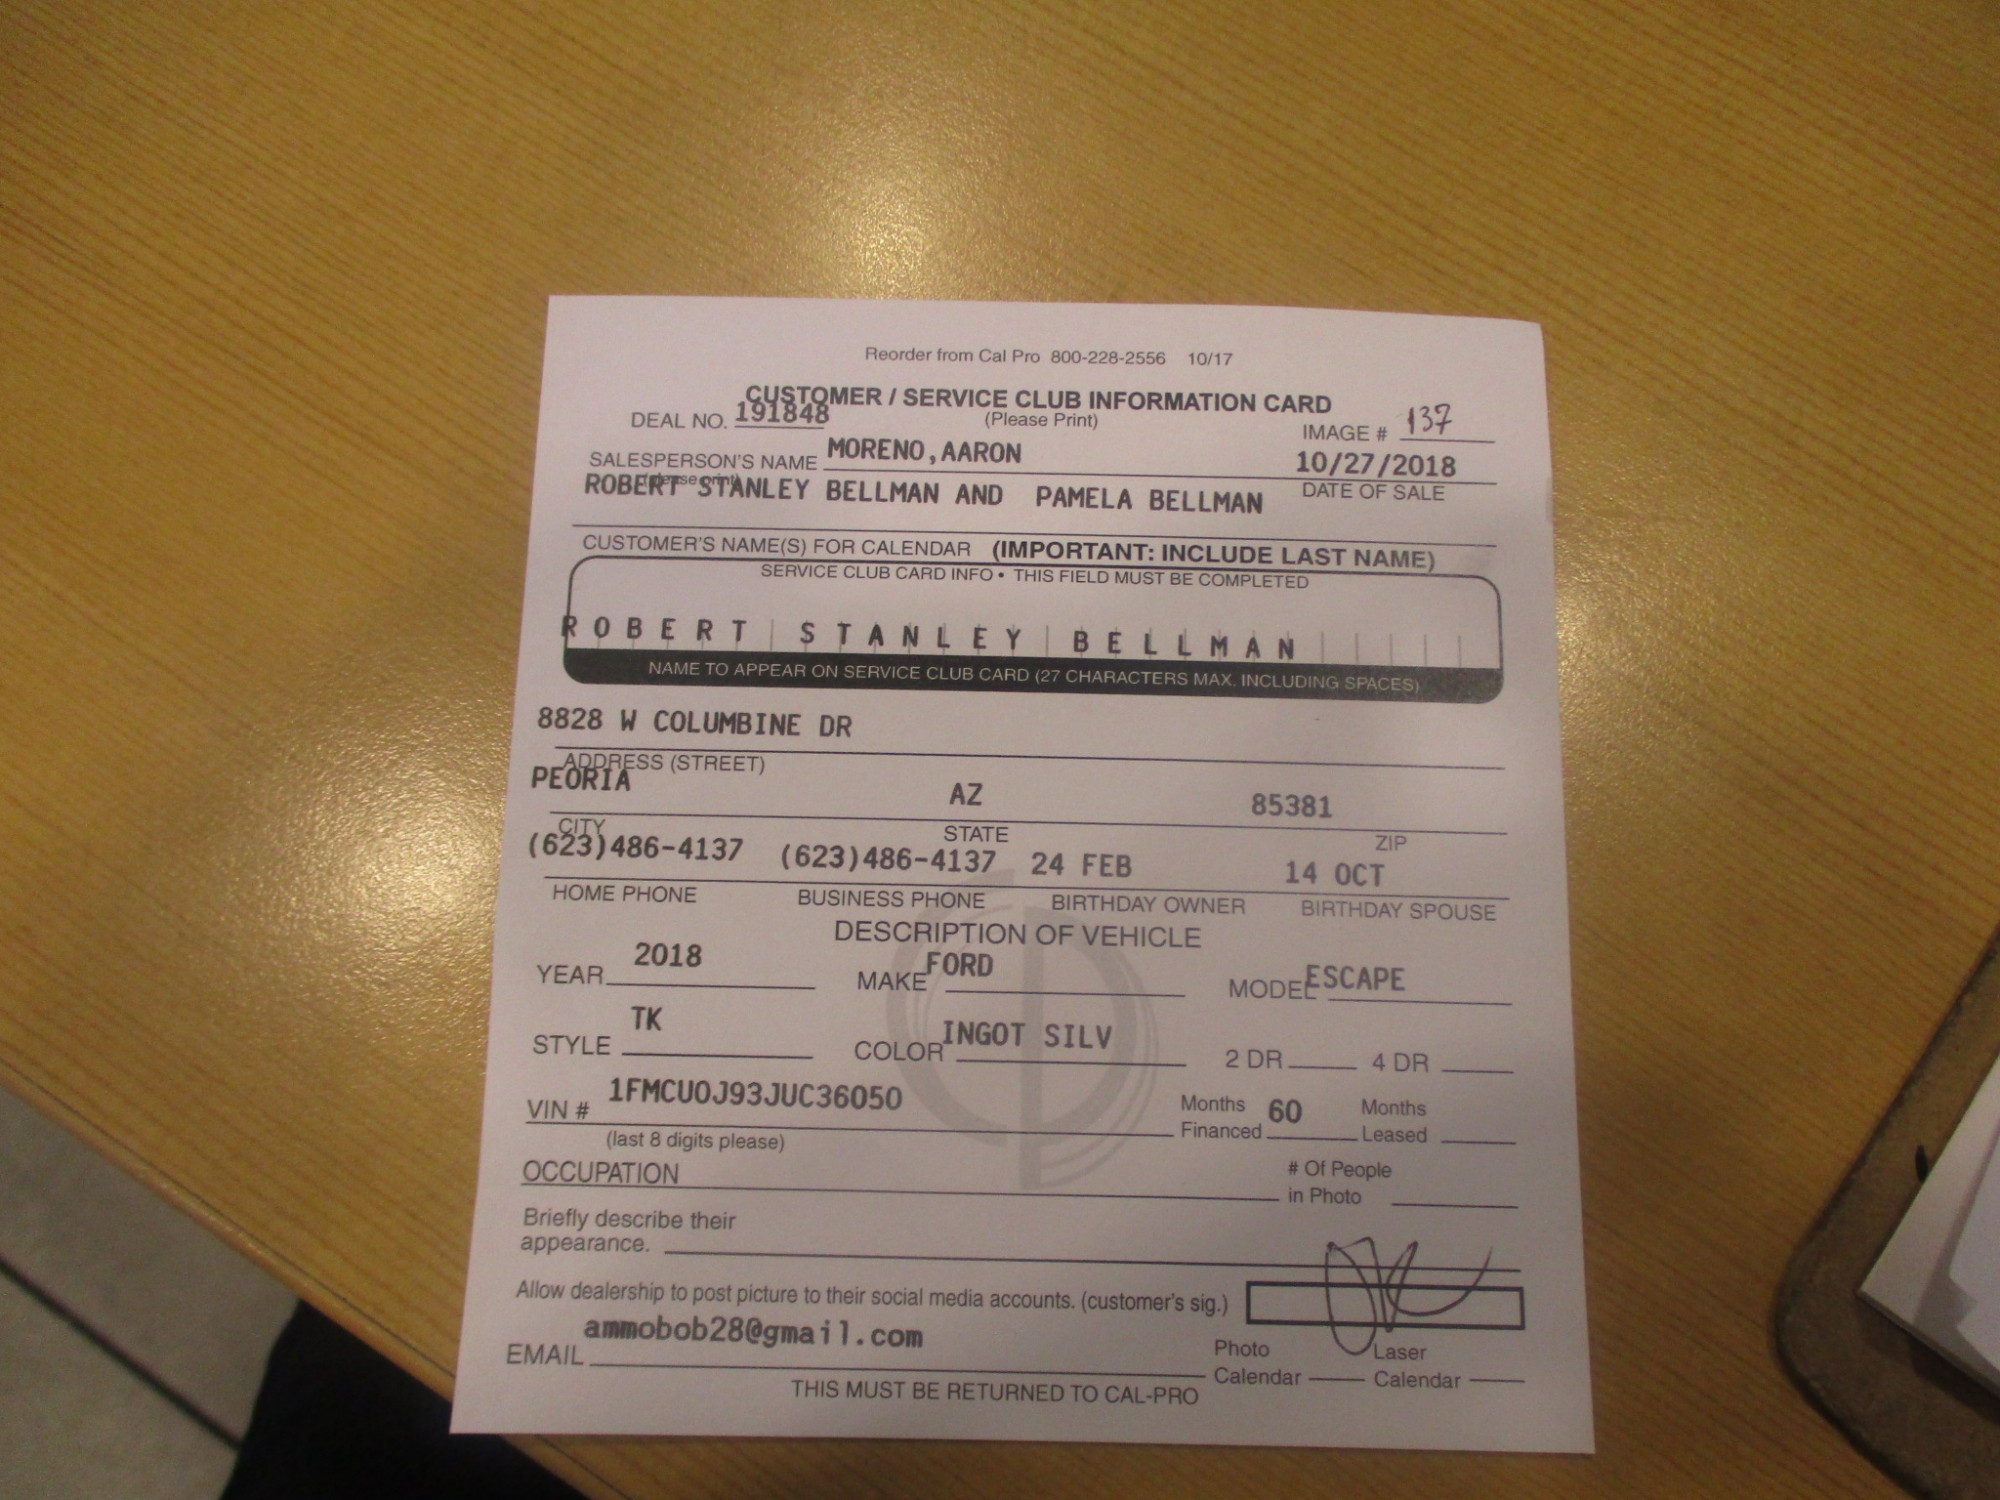 Reorder from Cal Pro 800-228-2556 10/17
CUSTOMER / SERVICE CLUB INFORMATION CARD
DEAL NO. 191848 (Please Print) IMAGE # 137
SALESPERSON'S NAME MORENO,AARON 10/27/2018
(please print) DATE OF SALE
ROBERT STANLEY BELLMAN AND PAMELA BELLMAN
CUSTOMER'S NAME(S) FOR CALENDAR (IMPORTANT: INCLUDE LAST NAME)
SERVICE CLUB CARD INFO • THIS FIELD MUST BE COMPLETED
ROBERT STANLEY BELLMAN
NAME TO APPEAR ON SERVICE CLUB CARD (27 CHARACTERS MAX. INCLUDING SPACES)
8828 W COLUMBINE DR
ADDRESS (STREET)
PEORIA AZ 85381
CITY STATE ZIP
(623)486-4137 (623)486-4137 24 FEB 14 OCT
HOME PHONE BUSINESS PHONE BIRTHDAY OWNER BIRTHDAY SPOUSE
DESCRIPTION OF VEHICLE
YEAR 2018 MAKE FORD MODEL ESCAPE
STYLE TK COLOR INGOT SILV 2 DR 4 DR
VIN # 1FMCU0J93JUC36050 Months Financed 60 Months Leased
(last 8 digits please)
OCCUPATION # Of People in Photo
Briefly describe their
appearance.
Allow dealership to post picture to their social media accounts. (customer's sig.)
EMAIL ammobob28@gmail.com Photo Calendar Laser Calendar
THIS MUST BE RETURNED TO CAL-PRO